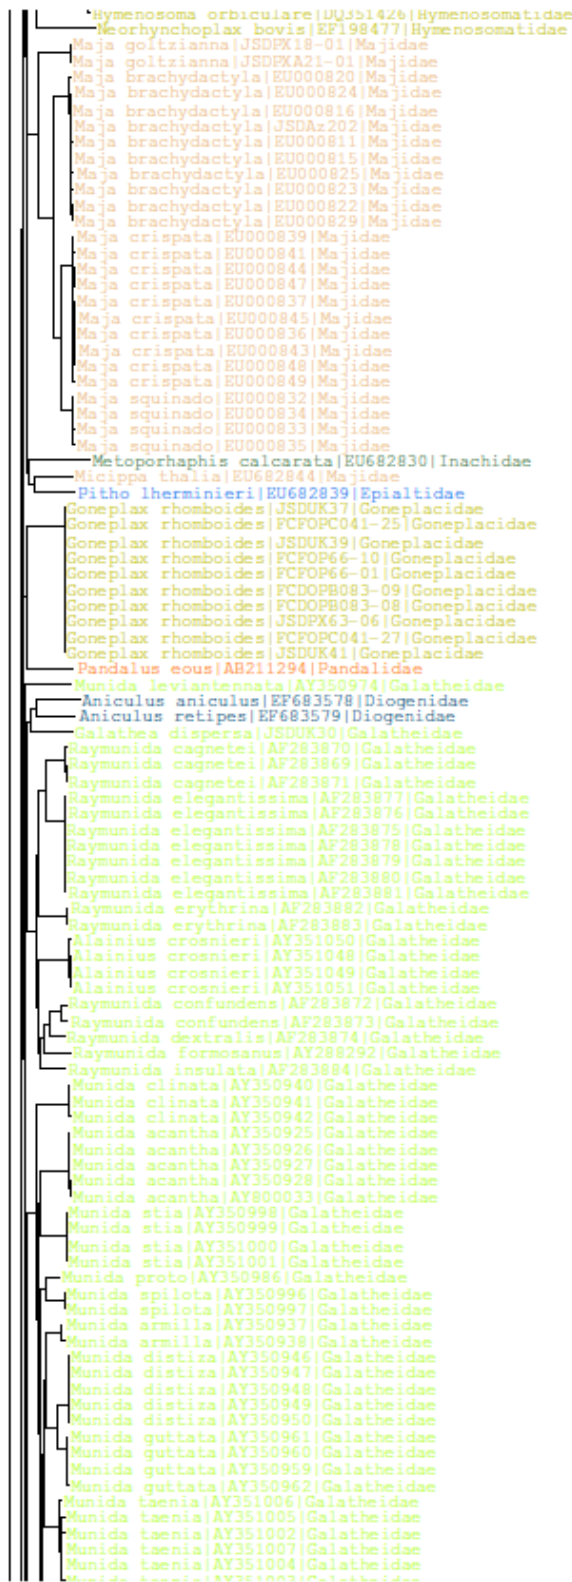 Hymenosoma orbiculare|DQ351426|Hymenosomatidae
Neorhynchoplax bovis|EF198477|Hymenosomatidae
Maja goltzianna|JSDPX18-01|Majidae
Maja goltzianna|JSDPXA21-01|Majidae
Maja brachydactyla|EU000820|Majidae
Maja brachydactyla|EU000824|Majidae
Maja brachydactyla|EU000816|Majidae
Maja brachydactyla|JSDAz202|Majidae
Maja brachydactyla|EU000811|Majidae
Maja brachydactyla|EU000815|Majidae
Maja brachydactyla|EU000825|Majidae
Maja brachydactyla|EU000823|Majidae
Maja brachydactyla|EU000822|Majidae
Maja brachydactyla|EU000829|Majidae
Maja crispata|EU000839|Majidae
Maja crispata|EU000841|Majidae
Maja crispata|EU000844|Majidae
Maja crispata|EU000847|Majidae
Maja crispata|EU000837|Majidae
Maja crispata|EU000845|Majidae
Maja crispata|EU000836|Majidae
Maja crispata|EU000843|Majidae
Maja crispata|EU000848|Majidae
Maja crispata|EU000849|Majidae
Maja squinado|EU000832|Majidae
Maja squinado|EU000834|Majidae
Maja squinado|EU000833|Majidae
Maja squinado|EU000835|Majidae
Metoporhaphis calcarata|EU682830|Inachidae
Micippa thalia|EU682844|Majidae
Pitho lherminieri|EU682839|Epialtidae
Goneplax rhomboides|JSDUK37|Goneplacidae
Goneplax rhomboides|FCFOPC041-25|Goneplacidae
Goneplax rhomboides|JSDUK39|Goneplacidae
Goneplax rhomboides|FCFOP66-10|Goneplacidae
Goneplax rhomboides|FCFOP66-01|Goneplacidae
Goneplax rhomboides|FCDOPB083-09|Goneplacidae
Goneplax rhomboides|FCDOPB083-08|Goneplacidae
Goneplax rhomboides|JSDPX63-06|Goneplacidae
Goneplax rhomboides|FCFOPC041-27|Goneplacidae
Goneplax rhomboides|JSDUK41|Goneplacidae
Pandalus eous|AB211294|Pandalidae
Munida leviantennata|AY350974|Galatheidae
Aniculus aniculus|EF683578|Diogenidae
Aniculus retipes|EF683579|Diogenidae
Galathea dispersa|JSDUK30|Galatheidae
Raymunida cagnetei|AF283870|Galatheidae
Raymunida cagnetei|AF283869|Galatheidae
Raymunida cagnetei|AF283871|Galatheidae
Raymunida elegantissima|AF283877|Galatheidae
Raymunida elegantissima|AF283876|Galatheidae
Raymunida elegantissima|AF283875|Galatheidae
Raymunida elegantissima|AF283878|Galatheidae
Raymunida elegantissima|AF283879|Galatheidae
Raymunida elegantissima|AF283880|Galatheidae
Raymunida elegantissima|AF283881|Galatheidae
Raymunida erythrina|AF283882|Galatheidae
Raymunida erythrina|AF283883|Galatheidae
Alainius crosnieri|AY351050|Galatheidae
Alainius crosnieri|AY351048|Galatheidae
Alainius crosnieri|AY351049|Galatheidae
Alainius crosnieri|AY351051|Galatheidae
Raymunida confundens|AF283872|Galatheidae
Raymunida confundens|AF283873|Galatheidae
Raymunida dextralis|AF283874|Galatheidae
Raymunida formosanus|AY288292|Galatheidae
Raymunida insulata|AF283884|Galatheidae
Munida clinata|AY350940|Galatheidae
Munida clinata|AY350941|Galatheidae
Munida clinata|AY350942|Galatheidae
Munida acantha|AY350925|Galatheidae
Munida acantha|AY350926|Galatheidae
Munida acantha|AY350927|Galatheidae
Munida acantha|AY350928|Galatheidae
Munida acantha|AY800033|Galatheidae
Munida stia|AY350998|Galatheidae
Munida stia|AY350999|Galatheidae
Munida stia|AY351000|Galatheidae
Munida stia|AY351001|Galatheidae
Munida proto|AY350986|Galatheidae
Munida spilota|AY350996|Galatheidae
Munida spilota|AY350997|Galatheidae
Munida armilla|AY350937|Galatheidae
Munida armilla|AY350938|Galatheidae
Munida distiza|AY350946|Galatheidae
Munida distiza|AY350947|Galatheidae
Munida distiza|AY350948|Galatheidae
Munida distiza|AY350949|Galatheidae
Munida distiza|AY350950|Galatheidae
Munida guttata|AY350961|Galatheidae
Munida guttata|AY350960|Galatheidae
Munida guttata|AY350959|Galatheidae
Munida guttata|AY350962|Galatheidae
Munida taenia|AY351006|Galatheidae
Munida taenia|AY351005|Galatheidae
Munida taenia|AY351002|Galatheidae
Munida taenia|AY351007|Galatheidae
Munida taenia|AY351004|Galatheidae